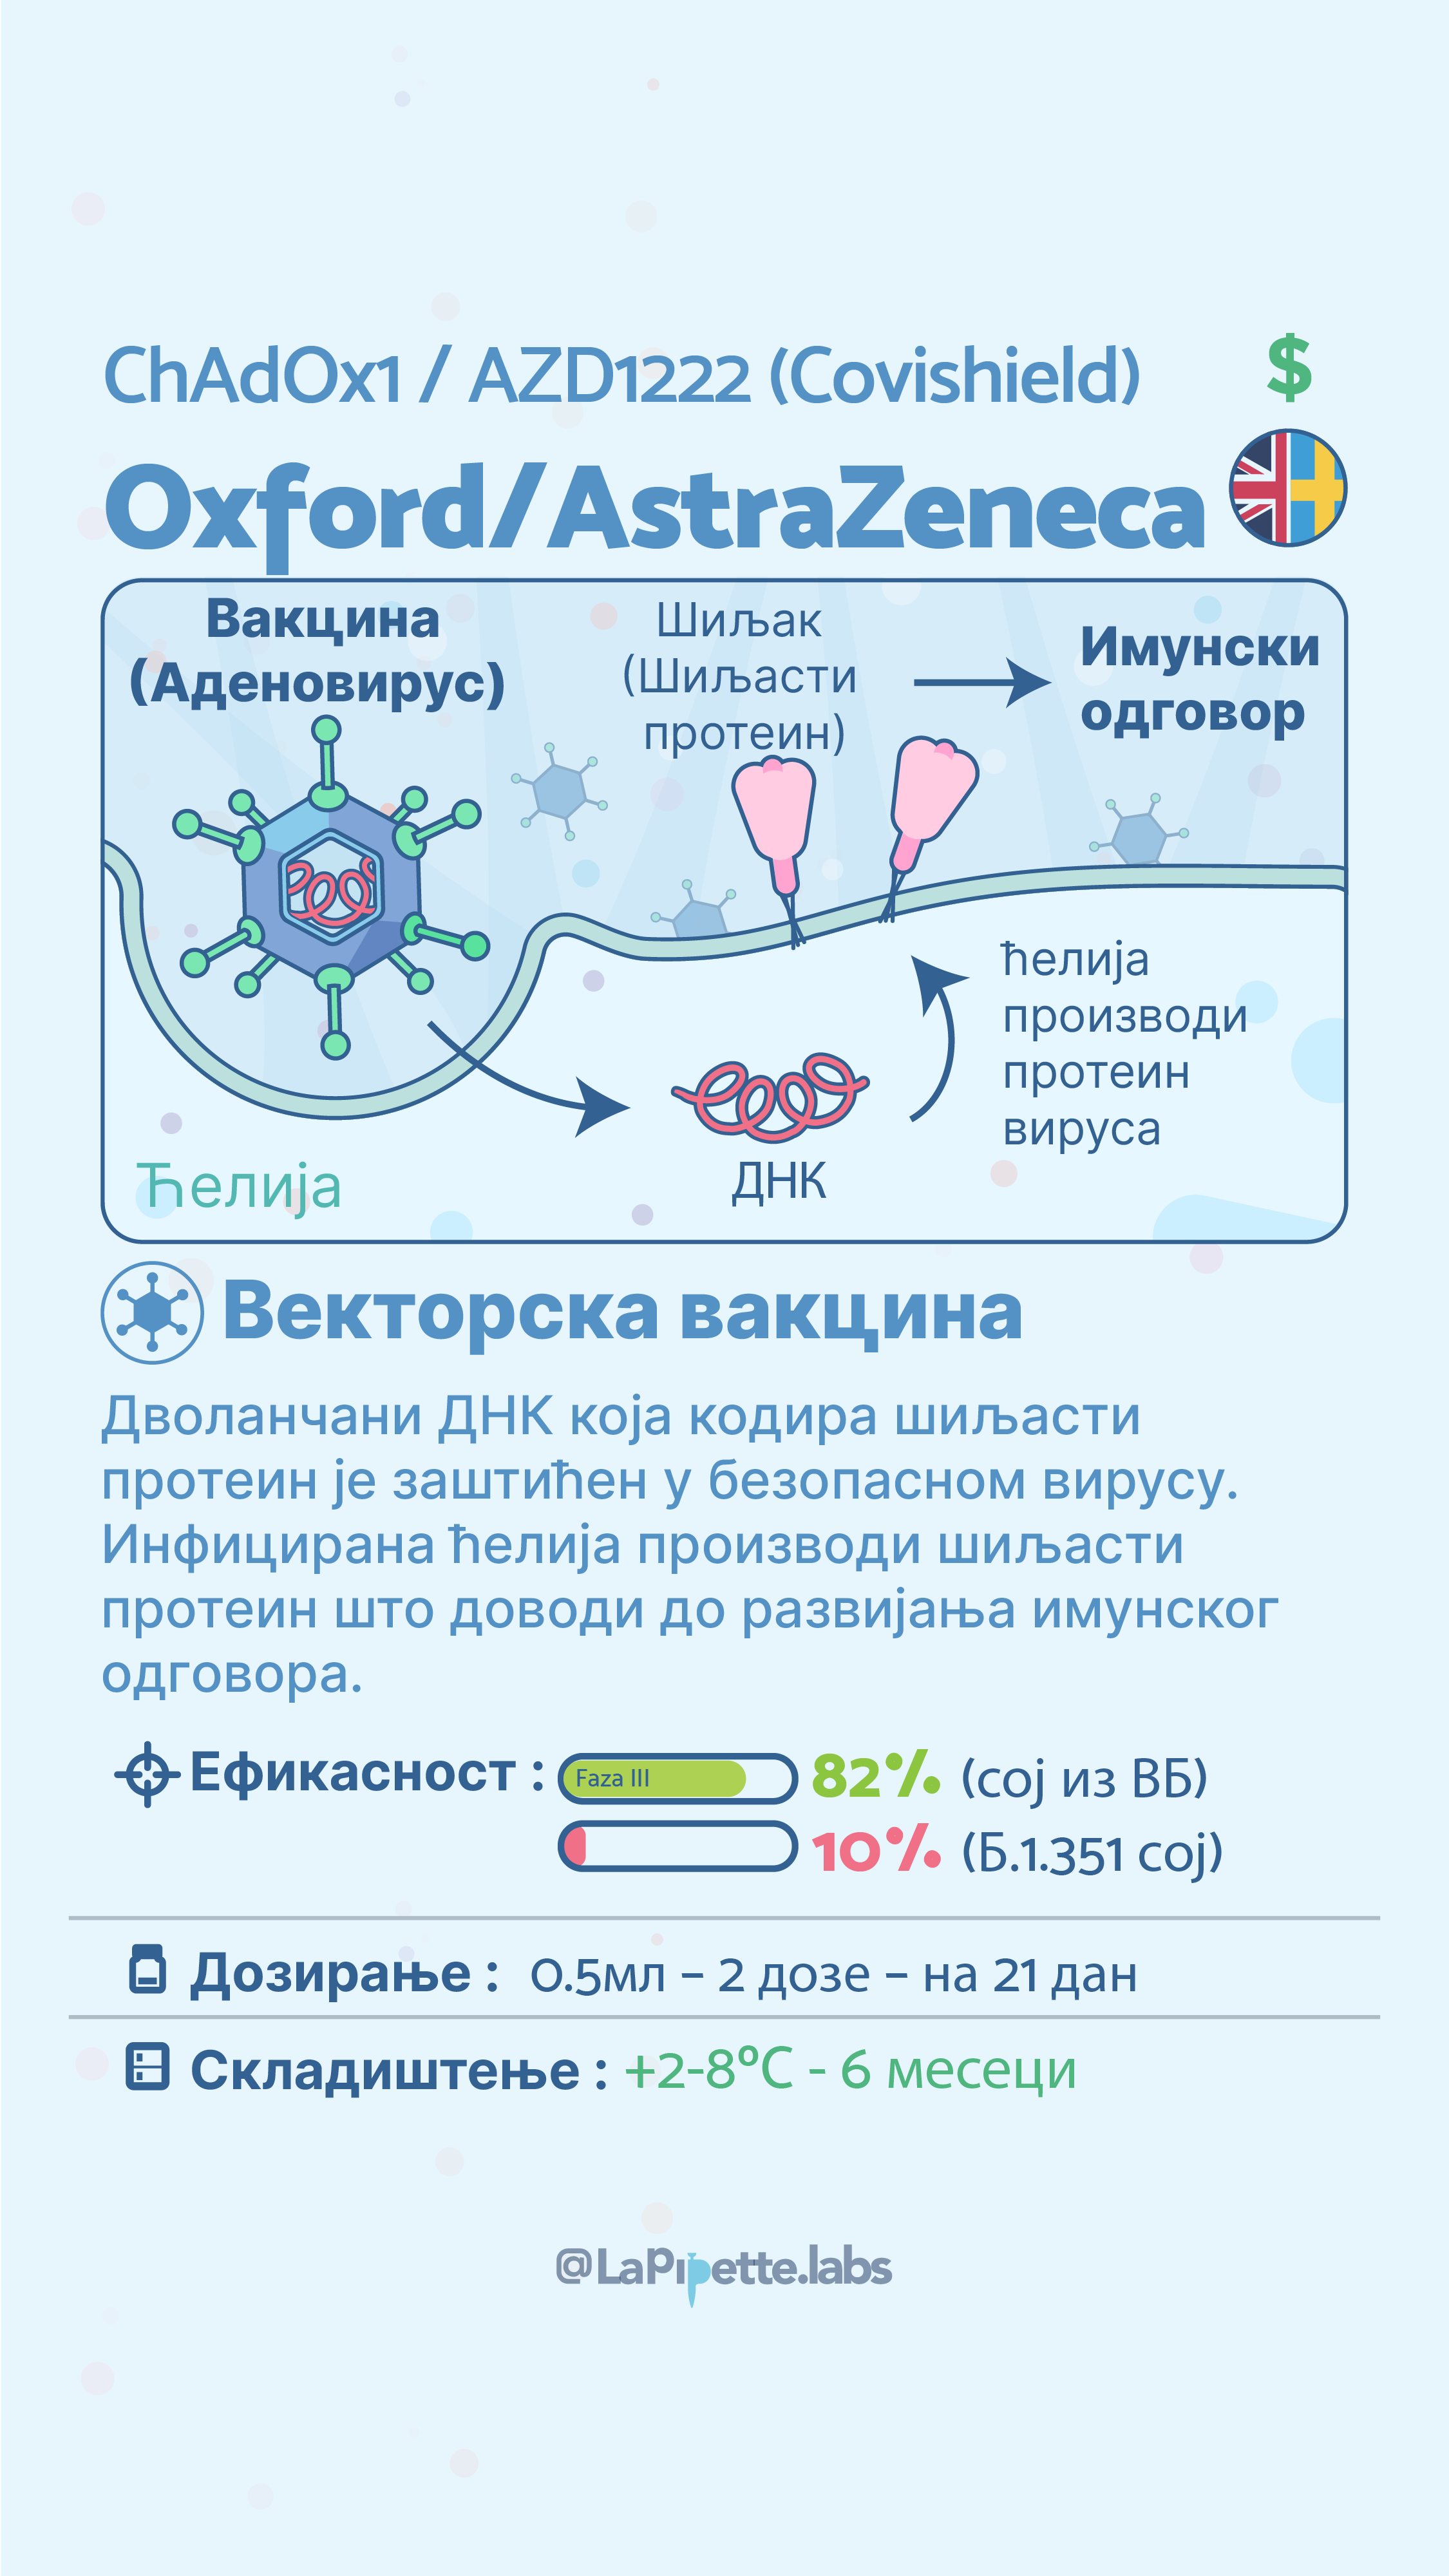 ChAdOx1 / AZD1222 (Covishield)
$
Oxford/AstraZeneca
Вакцина
(Аденовирус)
Шиљак
(Шиљасти
протеин)
Имунски
одговор
ћелија
производи
протеин
вируса
ДНК
Ћелија
Векторска вакцина
Дволанчани ДНК која кодира шиљасти
протеин је заштићен у безопасном вирусу.
Инфицирана ћелија производи шиљасти
протеин што доводи до развијања имунског
одговора.
Ефикасност : Faza III 82% (сој из ВБ)
10% (Б.1.351 сој)
Дозирање : 0.5мл – 2 дозе – на 21 дан
Складиштење : +2-8ºC - 6 месеци
@LaPipette.labs